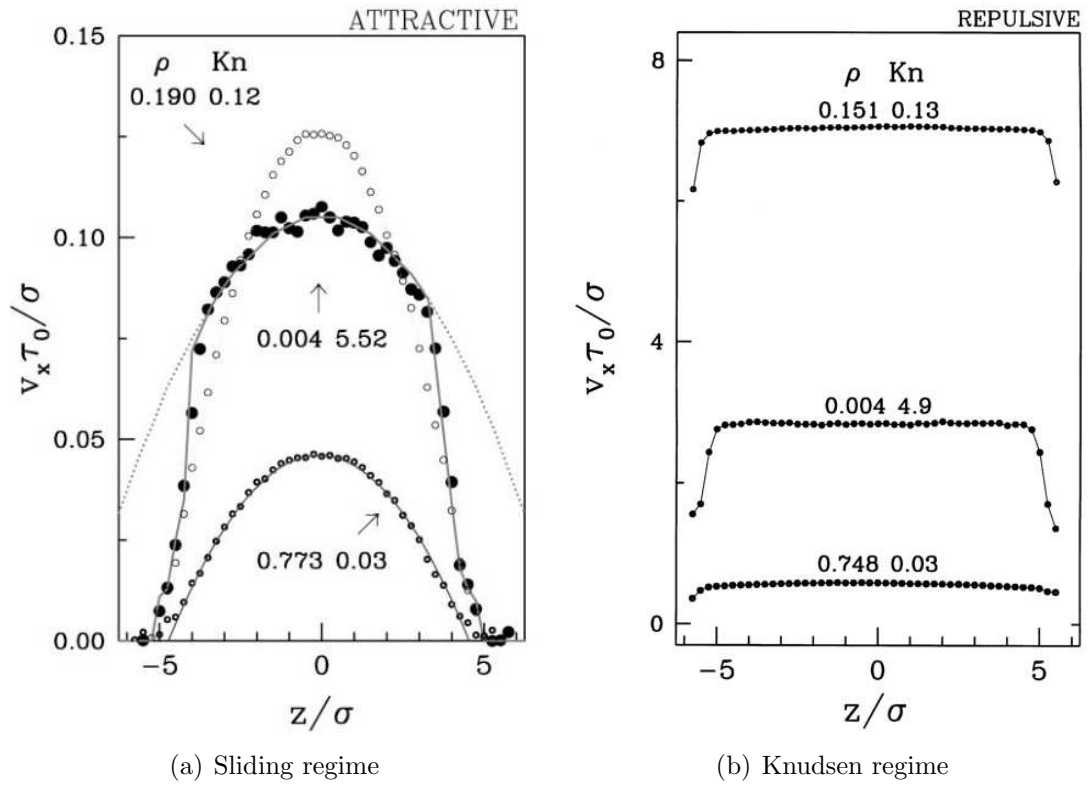 ATTRACTIVE
0.15
ρ Kn
0.190 0.12
0.10
0.004 5.52
0.05
0.773 0.03
0.00
−5 0 5
v_x τ_0/σ
z/σ
(a) Sliding regime
REPULSIVE
8
ρ Kn
0.151 0.13
4
0.004 4.9
0.748 0.03
0
−5 0 5
v_x τ_0/σ
z/σ
(b) Knudsen regime